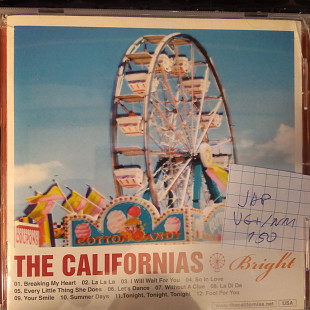 COUPONS
COTTON CANDY
JAP
VG+/NM
150
THE CALIFORNIAS Bright
01. Breaking My Heart 02. La La La 03. I Will Wait For You 04. So In Love
05. Every Little Thing She Does 06. Let's Dance 07. Without A Clue 08. La Di Da
09. Your Smile 10. Summer Days 11. Tonight, Tonight, Tonight 12. Fool For You
USA